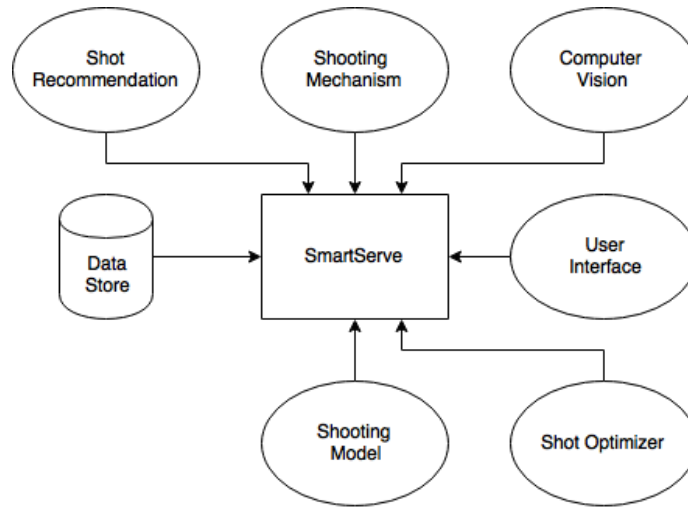 Shot
Recommendation
Shooting
Mechanism
Computer
Vision
Data
Store
SmartServe
User
Interface
Shooting
Model
Shot Optimizer